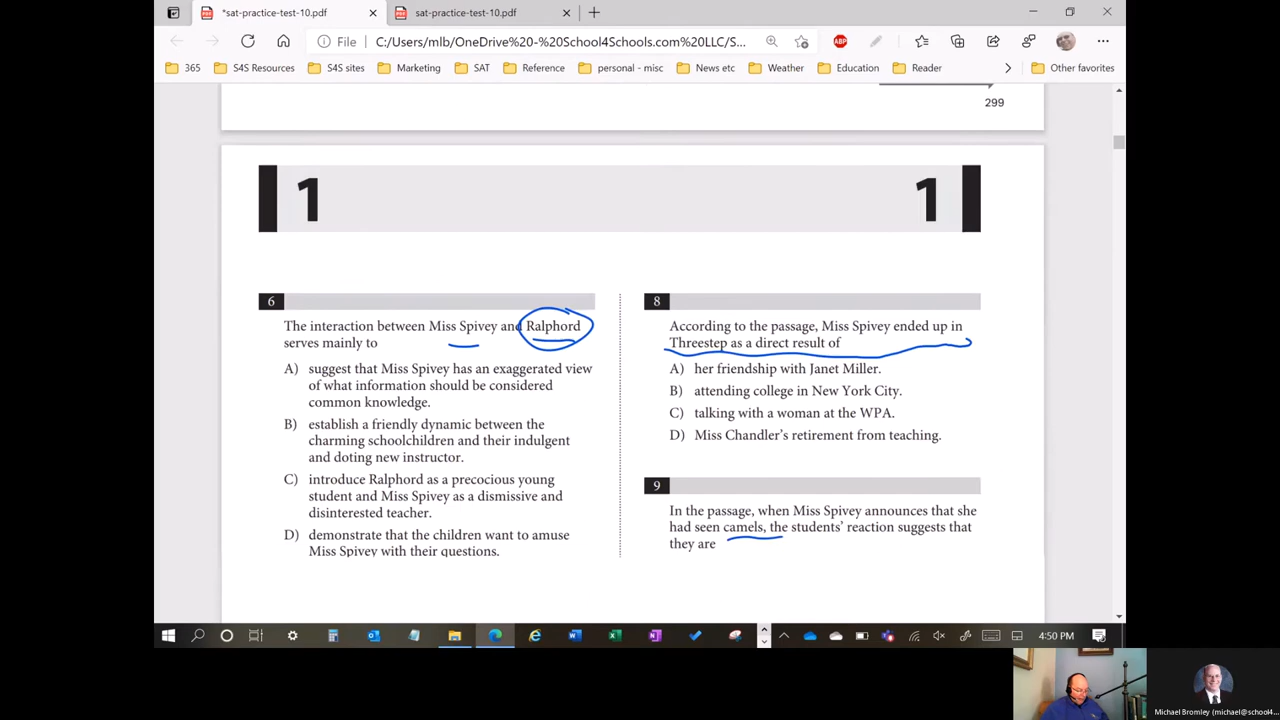 *sat-practice-test-10.pdf
sat-practice-test-10.pdf
File
C:/Users/mlb/OneDrive%20-%20School4Schools.com%20LLC/S...
ABP
365
S4S Resources
S4S sites
Marketing
SAT
Reference
personal - misc
News etc
Weather
Education
Reader
Other favorites
299
1
1
6
The interaction between Miss Spivey and Ralphord
serves mainly to
A) suggest that Miss Spivey has an exaggerated view
of what information should be considered
common knowledge.
B) establish a friendly dynamic between the
charming schoolchildren and their indulgent
and doting new instructor.
C) introduce Ralphord as a precocious young
student and Miss Spivey as a dismissive and
disinterested teacher.
D) demonstrate that the children want to amuse
Miss Spivey with their questions.
8
According to the passage, Miss Spivey ended up in
Threestep as a direct result of
A) her friendship with Janet Miller.
B) attending college in New York City.
C) talking with a woman at the WPA.
D) Miss Chandler's retirement from teaching.
9
In the passage, when Miss Spivey announces that she
had seen camels, the students' reaction suggests that
they are
4:50 PM
Michael Bromley (michael@school4...